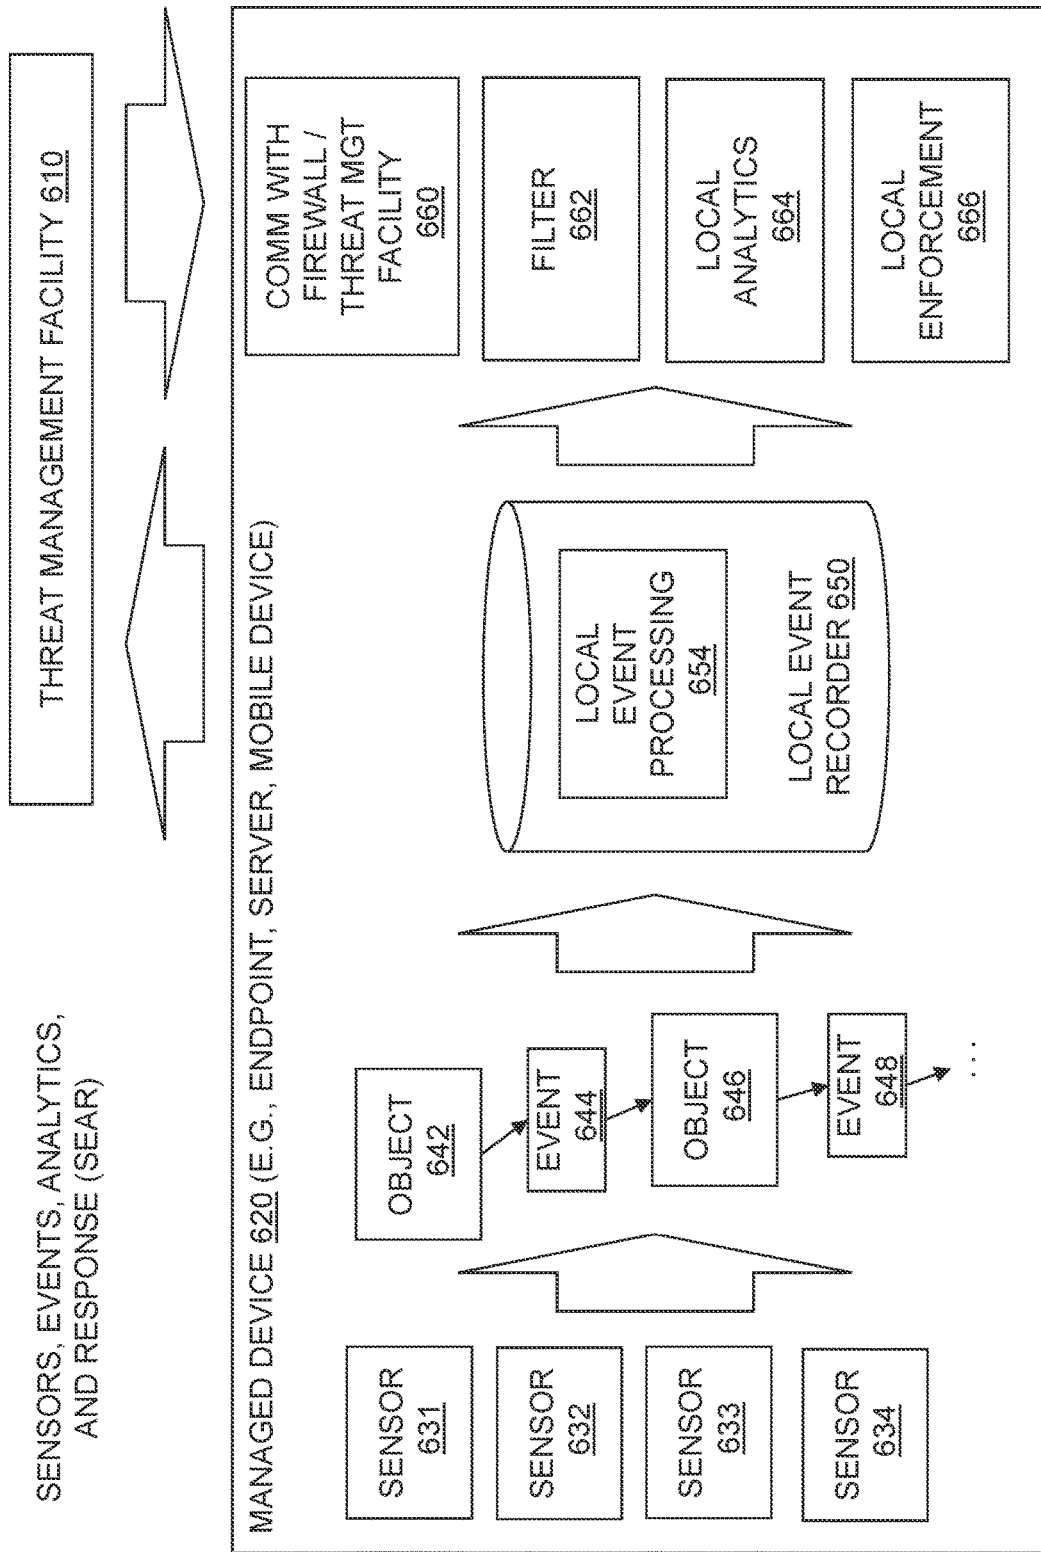 SENSORS, EVENTS, ANALYTICS,
AND RESPONSE (SEAR)
THREAT MANAGEMENT FACILITY 610
MANAGED DEVICE 620 (E.G., ENDPOINT, SERVER, MOBILE DEVICE)
SENSOR
631
SENSOR
632
SENSOR
633
SENSOR
634
OBJECT
642
EVENT
644
OBJECT
646
EVENT
648
...
LOCAL
EVENT
PROCESSING
654
LOCAL EVENT
RECORDER 650
COMM WITH
FIREWALL /
THREAT MGT
FACILITY
660
FILTER
662
LOCAL
ANALYTICS
664
LOCAL
ENFORCEMENT
666